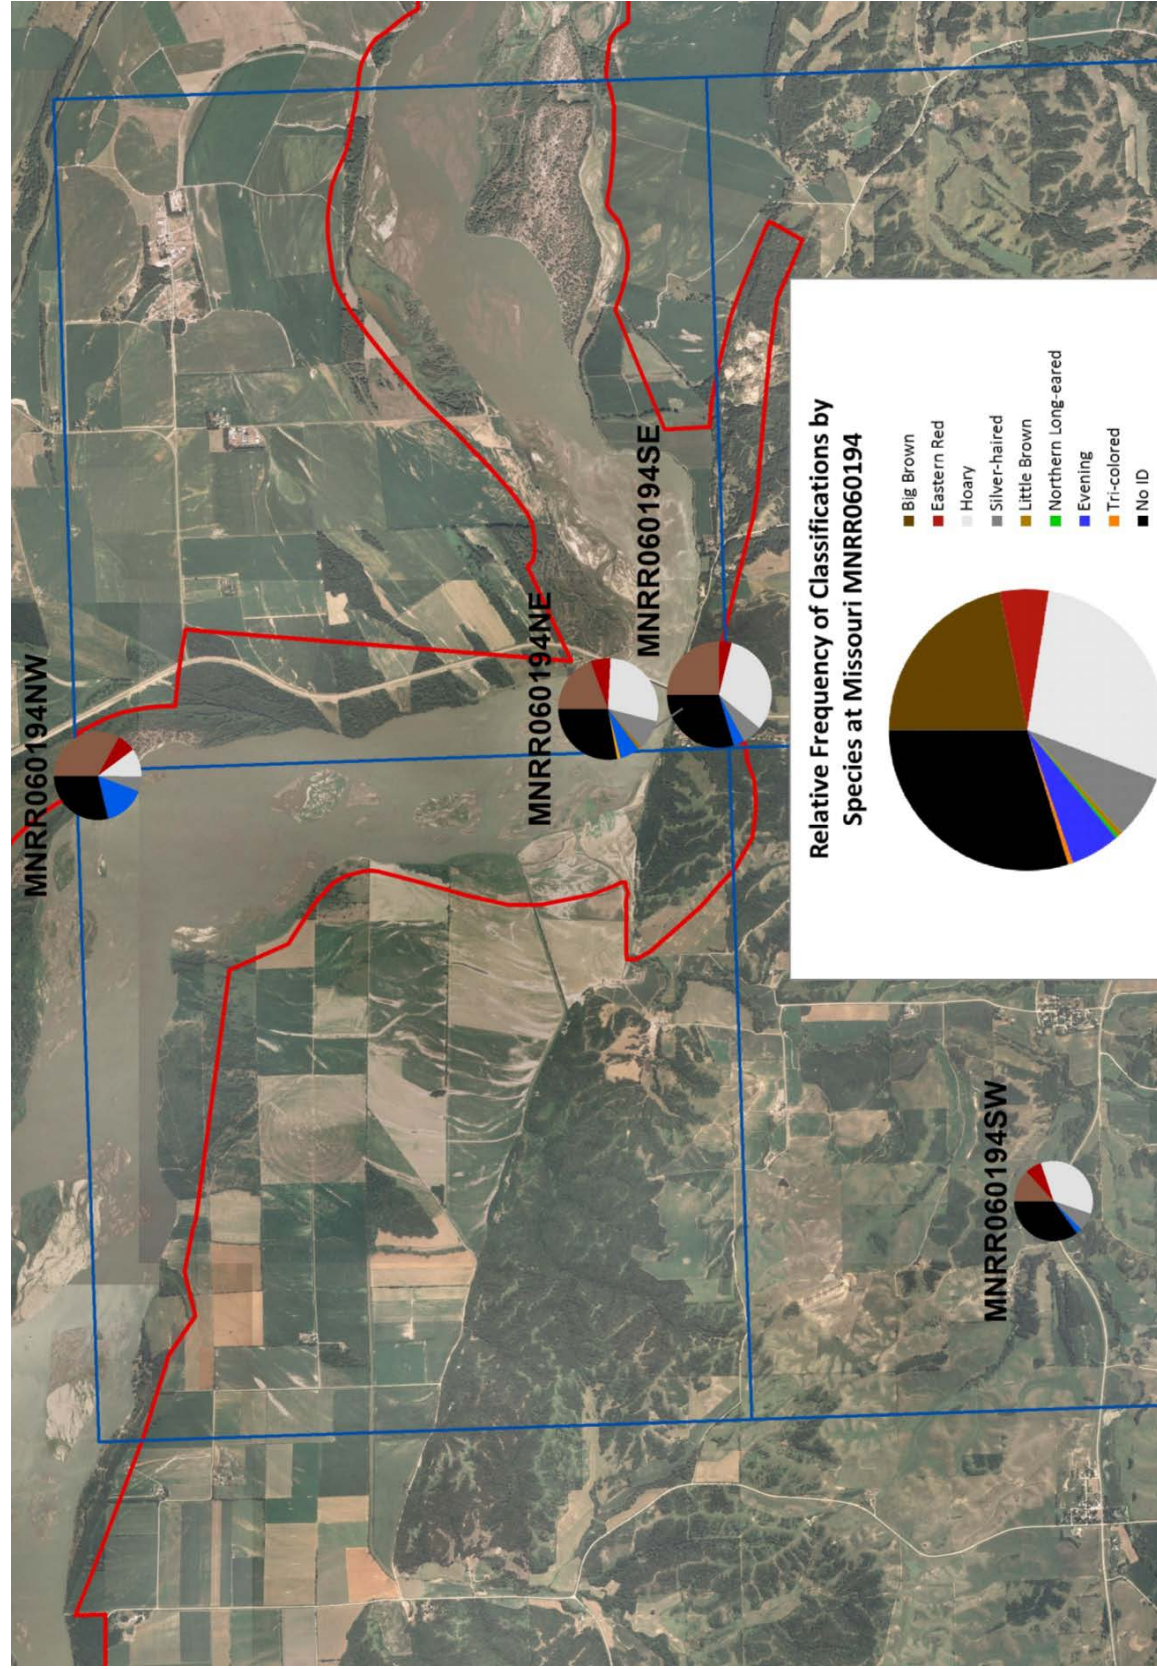 MNRR060194NW
MNRR060194NE
MNRR060194SE
MNRR060194SW
Relative Frequency of Classifications by
Species at Missouri MNRR060194
Big Brown
Eastern Red
Hoary
Silver-haired
Little Brown
Northern Long-eared
Evening
Tri-colored
No ID